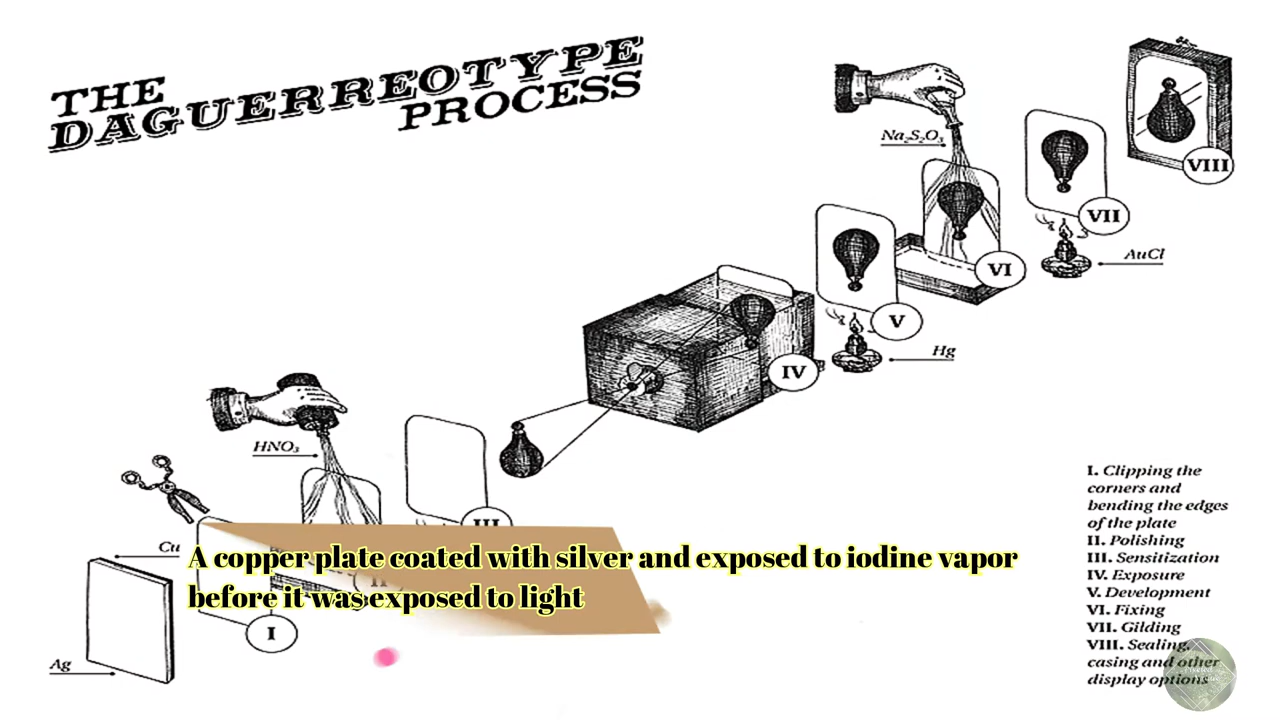 THE
DAGUERREOTYPE
PROCESS
Na₂S₂O₃
VIII
VII
VI
AuCl
V
Hg
IV
HNO₃
III
Cu
A copper plate coated with silver and exposed to iodine vapor
before it was exposed to light
II
I
Ag
I. Clipping the
corners and
bending the edges
of the plate
II. Polishing
III. Sensitization
IV. Exposure
V. Development
VI. Fixing
VII. Gilding
VIII. Sealing,
casing and other
display options